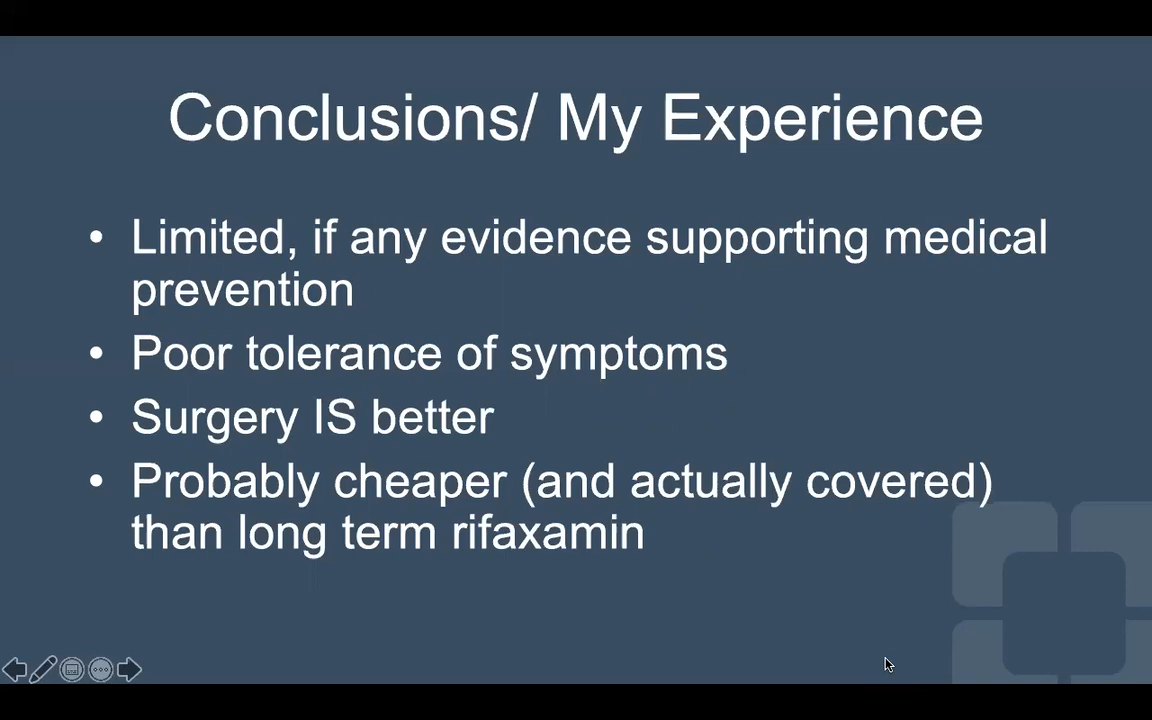 Conclusions/ My Experience
• Limited, if any evidence supporting medical
prevention
• Poor tolerance of symptoms
• Surgery IS better
• Probably cheaper (and actually covered)
than long term rifaxamin